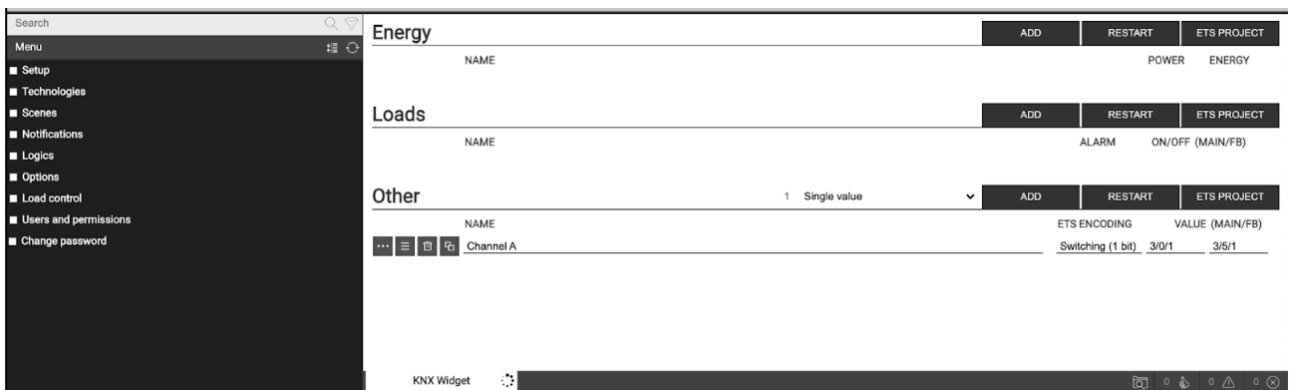 Search
Menu
Setup
Technologies
Scenes
Notifications
Logics
Options
Load control
Users and permissions
Change password
Energy ADD RESTART ETS PROJECT
NAME POWER ENERGY
Loads ADD RESTART ETS PROJECT
NAME ALARM ON/OFF (MAIN/FB)
Other 1 Single value ADD RESTART ETS PROJECT
NAME ETS ENCODING VALUE (MAIN/FB)
Channel A Switching (1 bit) 3/0/1 3/5/1
KNX Widget 0 0 0